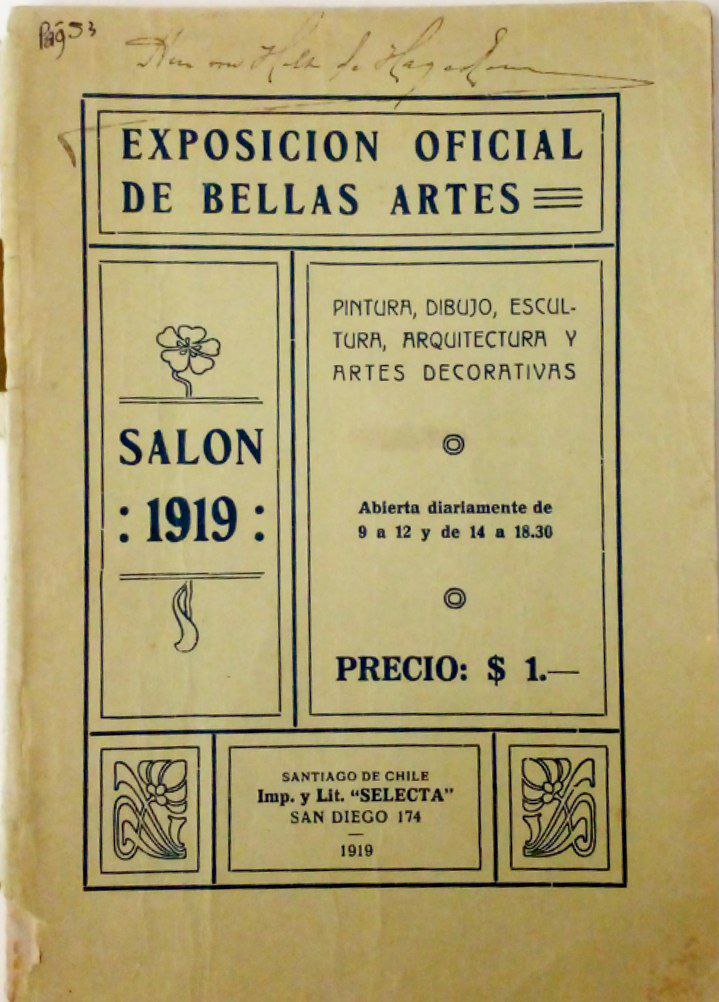 Pág 53
de
EXPOSICION OFICIAL
DE BELLAS ARTES
PINTURA, DIBUJO, ESCUL-
TURA, ARQUITECTURA Y
ARTES DECORATIVAS
SALON
: 1919 :
Abierta diariamente de
9 a 12 y de 14 a 18.30
PRECIO: $ 1.—
SANTIAGO DE CHILE
Imp. y Lit. "SELECTA"
SAN DIEGO 174
—
1919